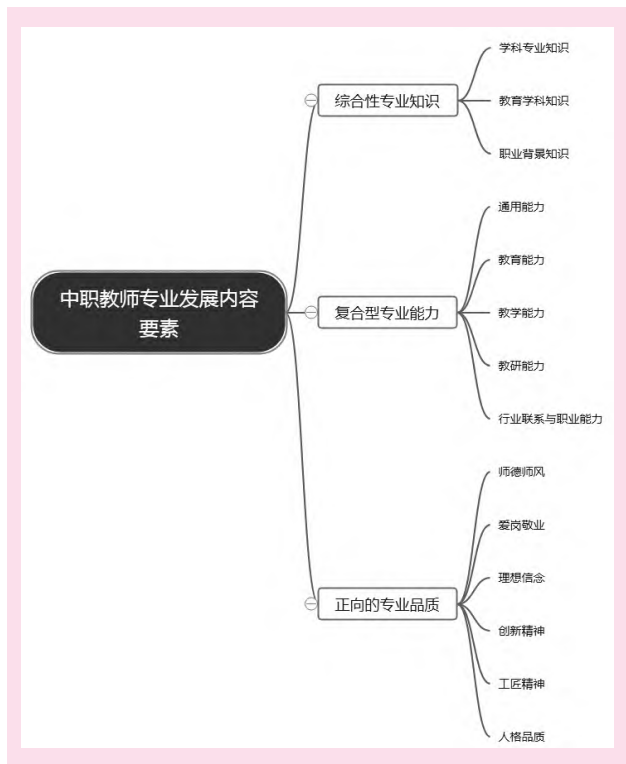 中职教师专业发展内容
要素
综合性专业知识
学科专业知识
教育学科知识
职业背景知识
复合型专业能力
通用能力
教育能力
教学能力
教研能力
行业联系与职业能力
正向的专业品质
师德师风
爱岗敬业
理想信念
创新精神
工匠精神
人格品质